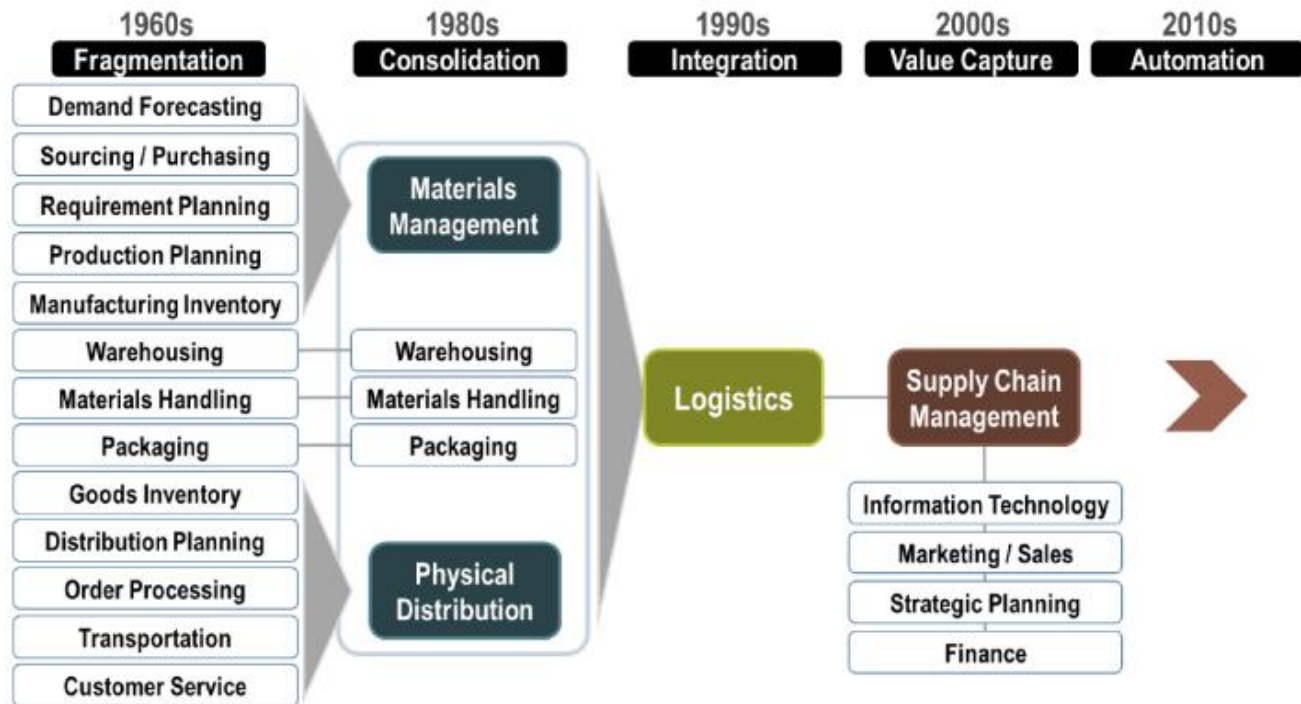 1960s
Fragmentation
Demand Forecasting
Sourcing / Purchasing
Requirement Planning
Production Planning
Manufacturing Inventory
Warehousing
Materials Handling
Packaging
Goods Inventory
Distribution Planning
Order Processing
Transportation
Customer Service
1980s
Consolidation
Materials
Management
Warehousing
Materials Handling
Packaging
Physical
Distribution
1990s
Integration
Logistics
2000s
Value Capture
Supply Chain
Management
Information Technology
Marketing / Sales
Strategic Planning
Finance
2010s
Automation